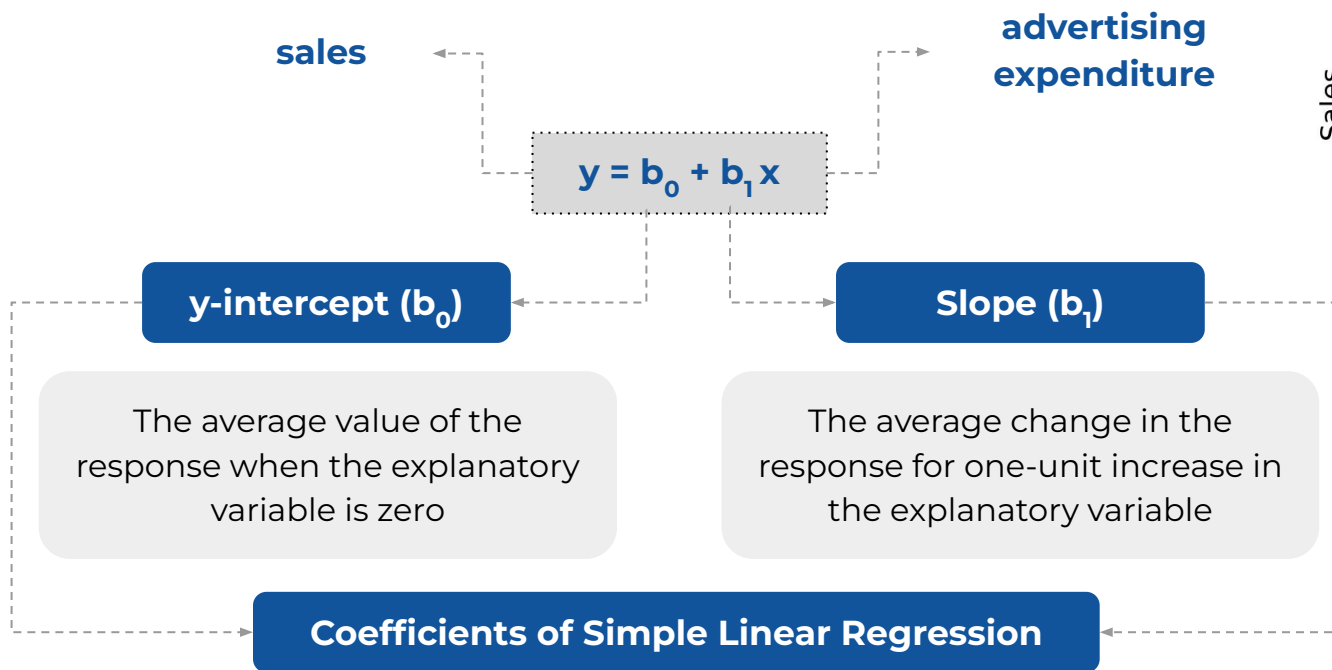 sales
advertising
expenditure
Sales
y = b₀ + b₁ x
y-intercept (b₀)
Slope (b₁)
The average value of the
response when the explanatory
variable is zero
The average change in the
response for one-unit increase in
the explanatory variable
Coefficients of Simple Linear Regression